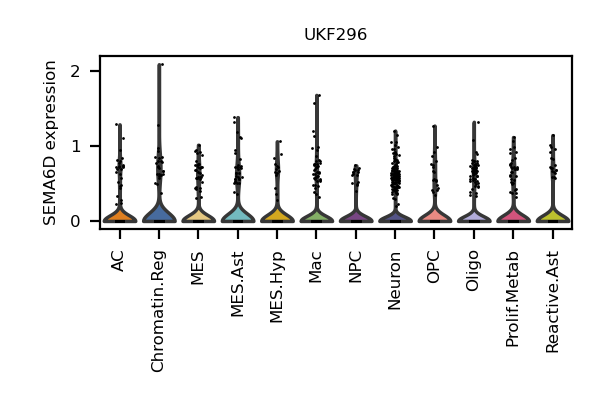 UKF296
SEMA6D expression
2
1
0
AC
Chromatin.Reg
MES
MES.Ast
MES.Hyp
Mac
NPC
Neuron
OPC
Oligo
Prolif.Metab
Reactive.Ast